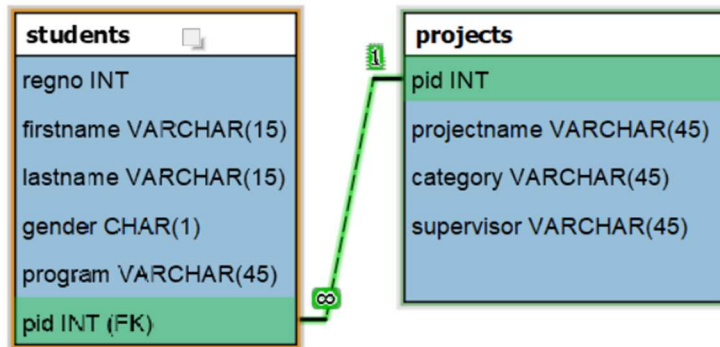 students
regno INT
firstname VARCHAR(15)
lastname VARCHAR(15)
gender CHAR(1)
program VARCHAR(45)
pid INT (FK)
∞
1
projects
pid INT
projectname VARCHAR(45)
category VARCHAR(45)
supervisor VARCHAR(45)